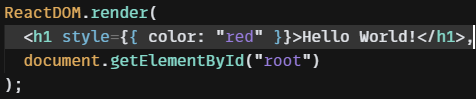 ReactDOM.render(
  <h1 style={{ color: "red" }}>Hello World!</h1>,
  document.getElementById("root")
);